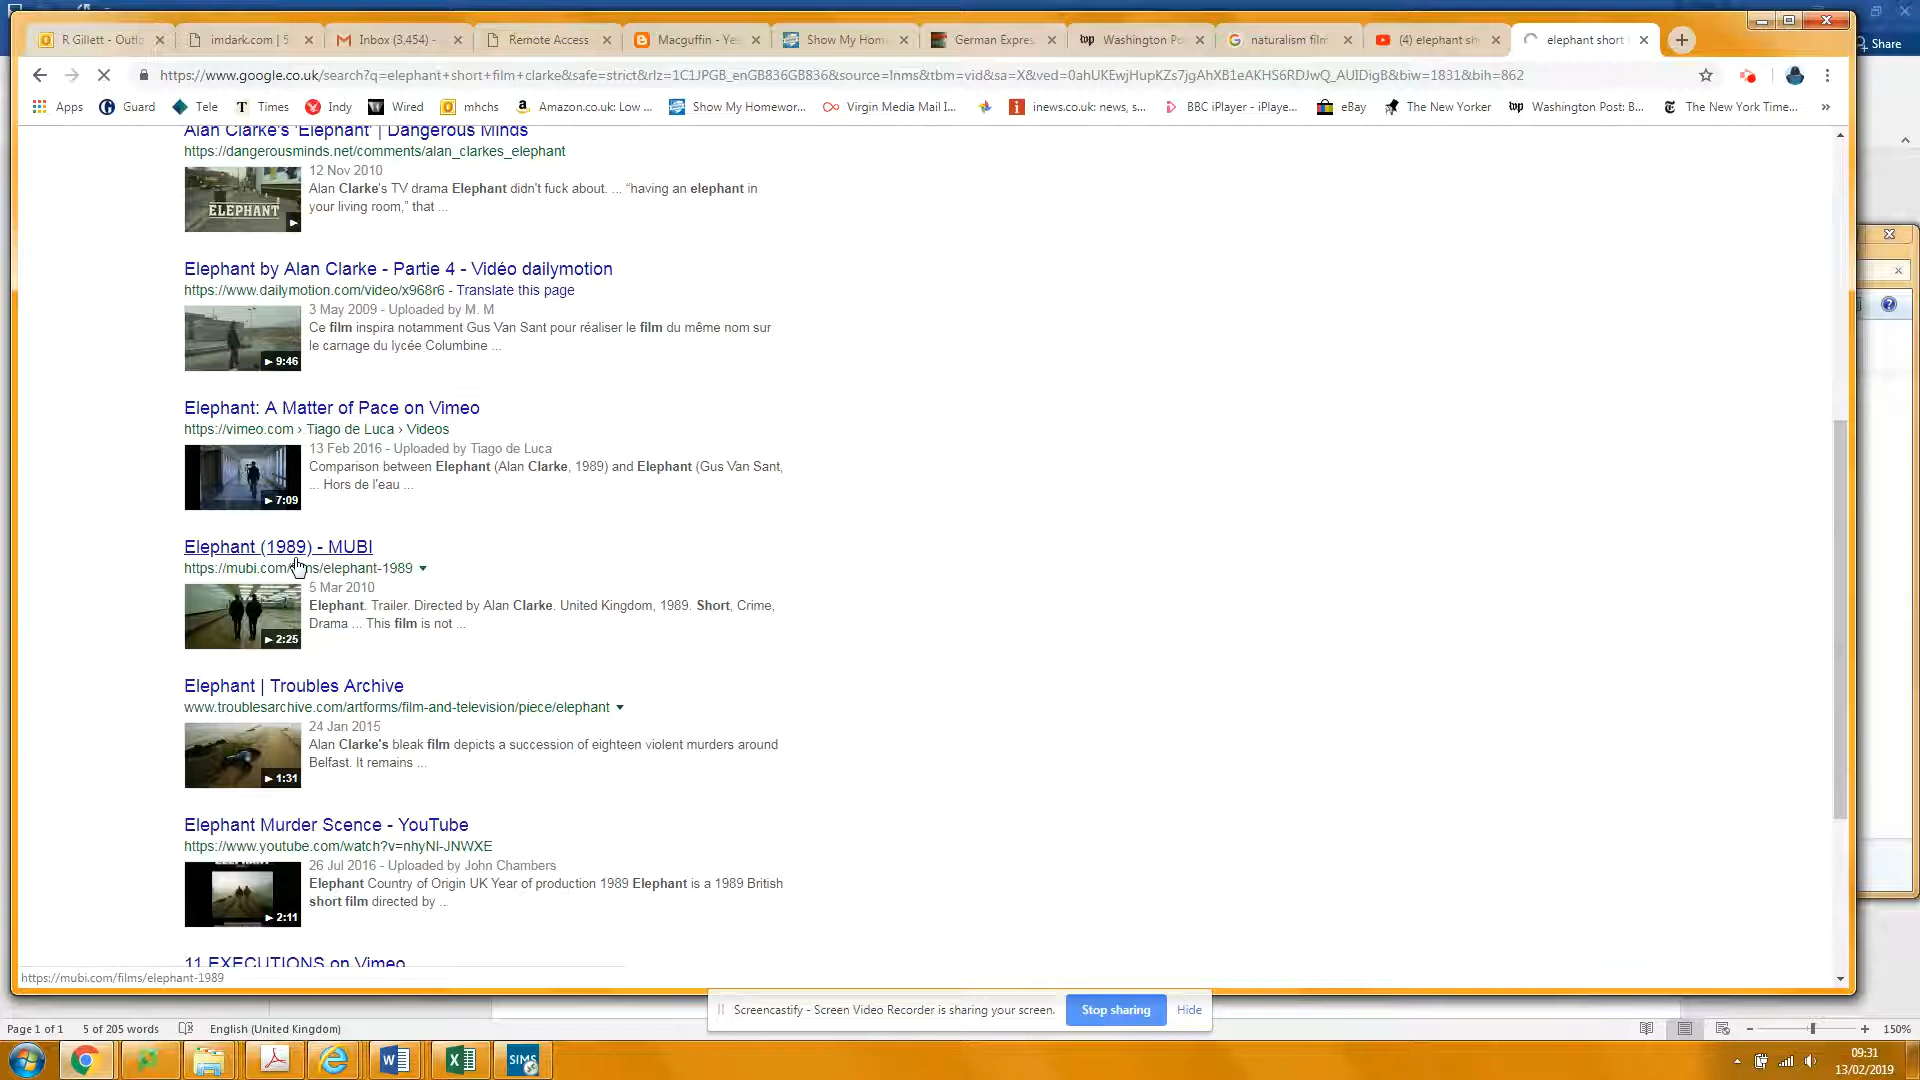 Share
R Gillett - Outl
imdark.com | 5
Inbox (3,454) -
Remote Access
Macguffin - Ye
Show My Hom
German Expres
Washington Po
naturalism film
(4) elephant sh
elephant short
https://www.google.co.uk/search?q=elephant+short+film+clarke&safe=strict&rlz=1C1JPGB_enGB836GB836&source=lnms&tbm=vid&sa=X&ved=0ahUKEwjHupKZs7jgAhXB1eAKHS6RDJwQ_AUIDigB&biw=1831&bih=862
Apps Guard Tele Times Indy Wired mhchs Amazon.co.uk: Low ... Show My Homewor... Virgin Media Mail I... inews.co.uk: news, s... BBC iPlayer - iPlaye... eBay The New Yorker Washington Post: B... The New York Time... »
Alan Clarke's 'Elephant' | Dangerous Minds
https://dangerousminds.net/comments/alan_clarkes_elephant
ELEPHANT
12 Nov 2010
Alan Clarke's TV drama Elephant didn't fuck about. ... “having an elephant in
your living room,” that ...
Elephant by Alan Clarke - Partie 4 - Vidéo dailymotion
https://www.dailymotion.com/video/x968r6 - Translate this page
9:46
3 May 2009 - Uploaded by M. M
Ce film inspira notamment Gus Van Sant pour réaliser le film du même nom sur
le carnage du lycée Columbine ...
Elephant: A Matter of Pace on Vimeo
https://vimeo.com › Tiago de Luca › Videos
7:09
13 Feb 2016 - Uploaded by Tiago de Luca
Comparison between Elephant (Alan Clarke, 1989) and Elephant (Gus Van Sant,
... Hors de l'eau ...
Elephant (1989) - MUBI
https://mubi.com/ ms/elephant-1989
2:25
5 Mar 2010
Elephant. Trailer. Directed by Alan Clarke. United Kingdom, 1989. Short, Crime,
Drama ... This film is not ...
Elephant | Troubles Archive
www.troublesarchive.com/artforms/film-and-television/piece/elephant
1:31
24 Jan 2015
Alan Clarke's bleak film depicts a succession of eighteen violent murders around
Belfast. It remains ...
Elephant Murder Scence - YouTube
https://www.youtube.com/watch?v=nhyNI-JNWXE
2:11
26 Jul 2016 - Uploaded by John Chambers
Elephant Country of Origin UK Year of production 1989 Elephant is a 1989 British
short film directed by ...
11 EXECUTIONS on Vimeo
https://mubi.com/films/elephant-1989
Screencastify - Screen Video Recorder is sharing your screen. Stop sharing Hide
Page 1 of 1 5 of 205 words English (United Kingdom) 150%
SIMS
09:31
13/02/2019